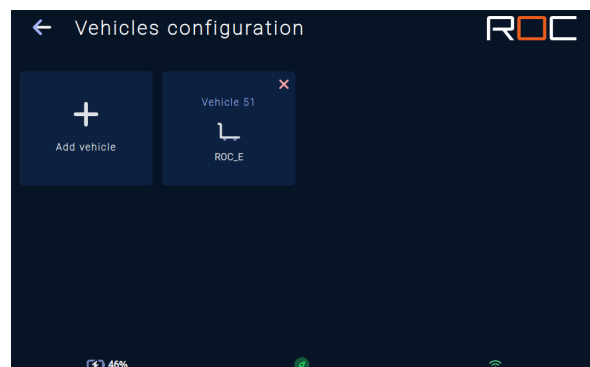 Vehicles configuration
ROC
Vehicle 51
Add vehicle
ROC_E
46%